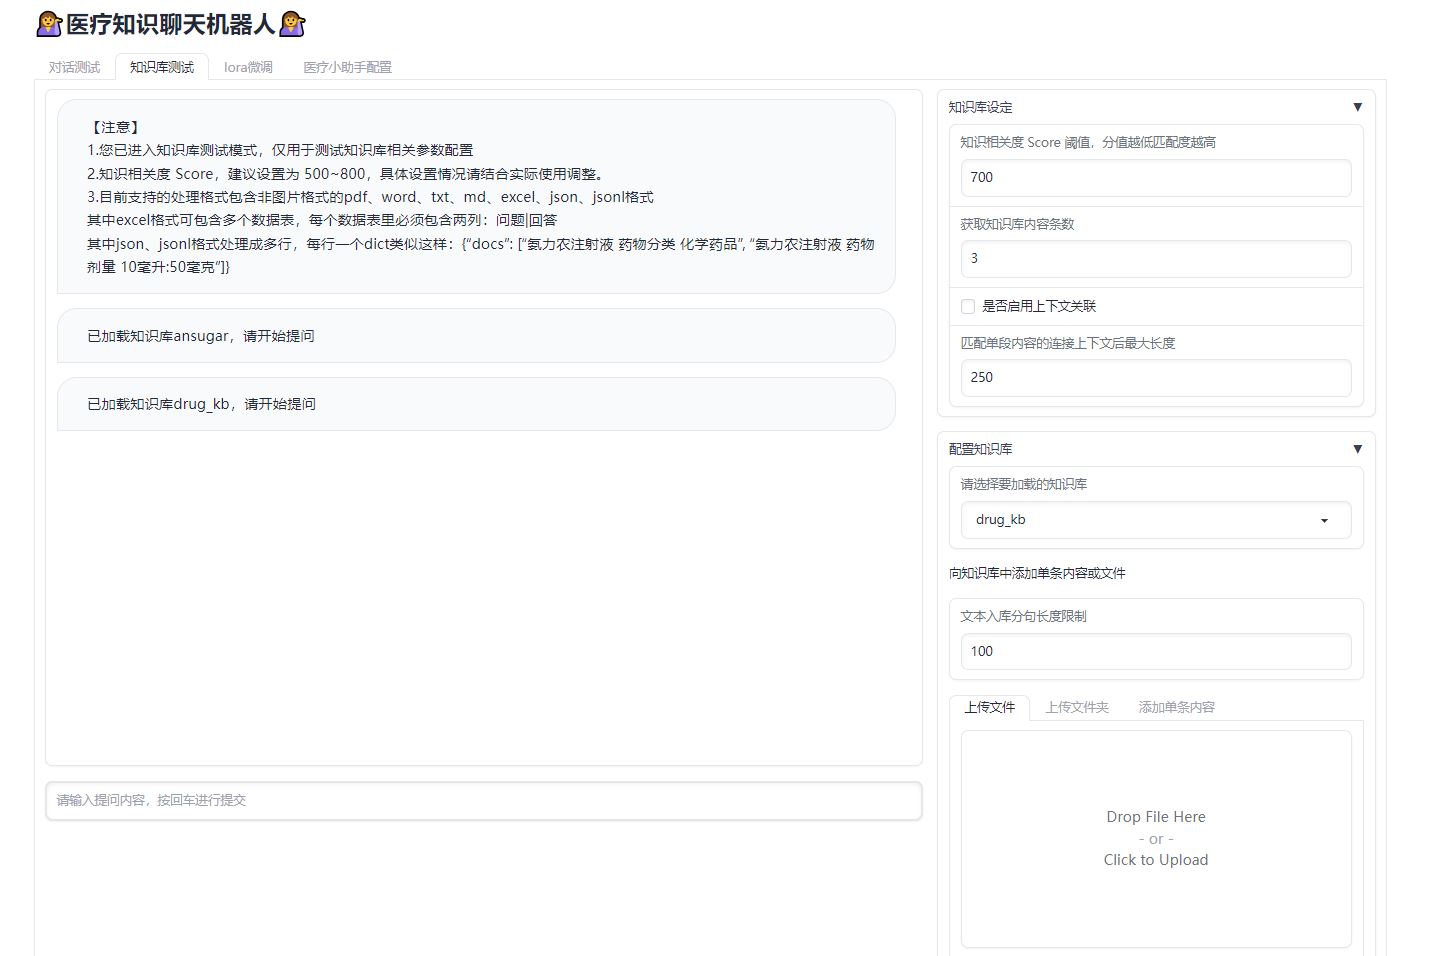 医疗知识聊天机器人
对话测试
知识库测试
lora微调
医疗小助手配置
【注意】
1.您已进入知识库测试模式，仅用于测试知识库相关参数配置
2.知识相关度 Score，建议设置为 500~800，具体设置情况请结合实际使用调整。
3.目前支持的处理格式包含非图片格式的pdf、word、txt、md、excel、json、jsonl格式
其中excel格式可包含多个数据表，每个数据表里必须包含两列：问题|回答
其中json、jsonl格式处理成多行，每行一个dict类似这样：{“docs”: [“氨力农注射液 药物分类 化学药品”, “氨力农注射液 药物
剂量 10毫升:50毫克”]}
已加载知识库ansugar，请开始提问
已加载知识库drug_kb，请开始提问
请输入提问内容，按回车进行提交
知识库设定
▼
知识相关度 Score 阈值，分值越低匹配度越高
700
获取知识库内容条数
3
是否启用上下文关联
匹配单段内容的连接上下文后最大长度
250
配置知识库
▼
请选择要加载的知识库
drug_kb
向知识库中添加单条内容或文件
文本入库分句长度限制
100
上传文件
上传文件夹
添加单条内容
Drop File Here
- or -
Click to Upload